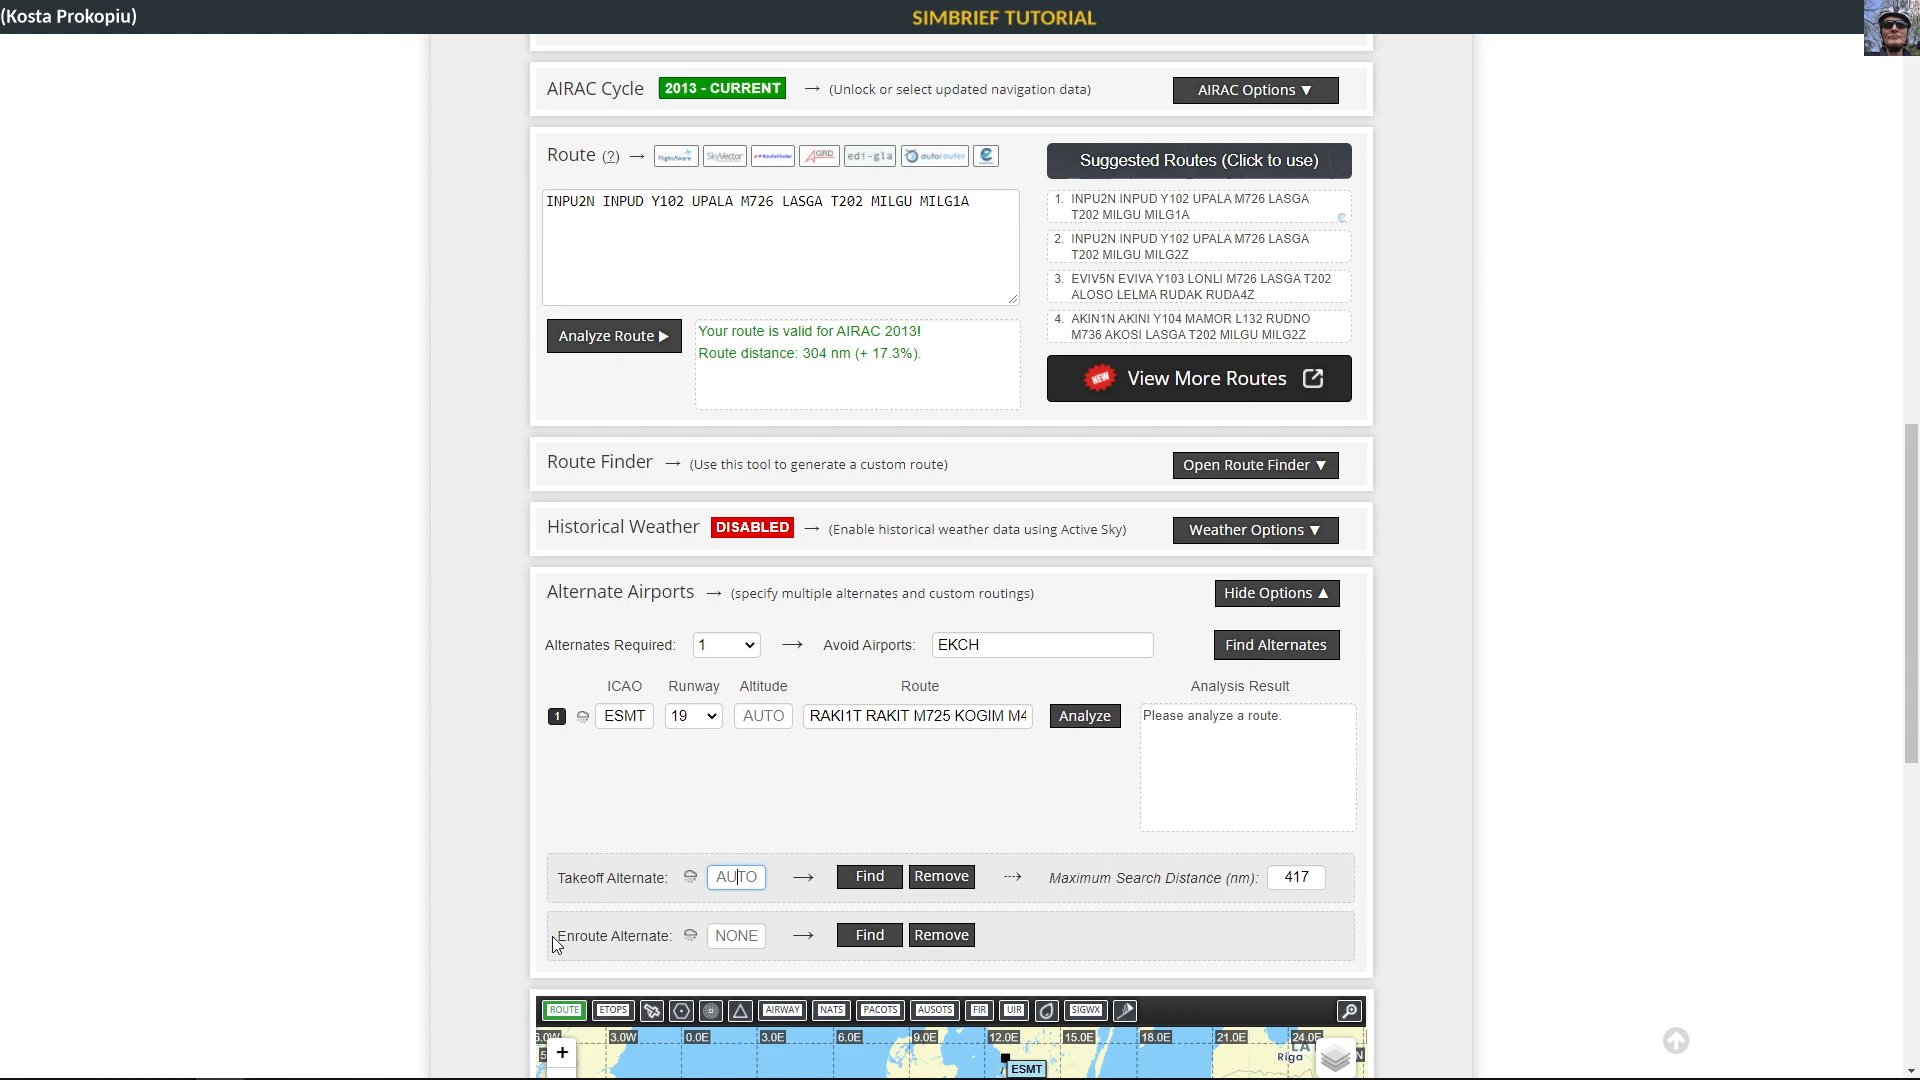 (Kosta Prokopiu)
SIMBRIEF TUTORIAL
AIRAC Cycle 2013 - CURRENT → (Unlock or select updated navigation data) AIRAC Options ▼
Route (?) → FlightAware SkyVector RouteFinder GRD edi-gla autorouter
Suggested Routes (Click to use)
INPU2N INPUD Y102 UPALA M726 LASGA T202 MILGU MILG1A
1. INPU2N INPUD Y102 UPALA M726 LASGA
T202 MILGU MILG1A
2. INPU2N INPUD Y102 UPALA M726 LASGA
T202 MILGU MILG2Z
3. EVIV5N EVIVA Y103 LONLI M726 LASGA T202
ALOSO LELMA RUDAK RUDA4Z
4. AKIN1N AKINI Y104 MAMOR L132 RUDNO
M736 AKOSI LASGA T202 MILGU MILG2Z
Analyze Route ▶
Your route is valid for AIRAC 2013!
Route distance: 304 nm (+ 17.3%).
NEW View More Routes
Route Finder → (Use this tool to generate a custom route) Open Route Finder ▼
Historical Weather DISABLED → (Enable historical weather data using Active Sky) Weather Options ▼
Alternate Airports → (specify multiple alternates and custom routings) Hide Options ▲
Alternates Required: 1 → Avoid Airports: EKCH Find Alternates
ICAO Runway Altitude Route Analysis Result
1 ESMT 19 AUTO RAKI1T RAKIT M725 KOGIM M4 Analyze Please analyze a route.
Takeoff Alternate: AUTO → Find Remove ⤏ Maximum Search Distance (nm): 417
Enroute Alternate: NONE → Find Remove
ROUTE ETOPS AIRWAY NATS PACOTS AUSOTS FIR UIR SIGWX
3.0W 0.0E 3.0E 6.0E 9.0E 12.0E 15.0E 18.0E 21.0E 24.0E
+
Riga
ESMT